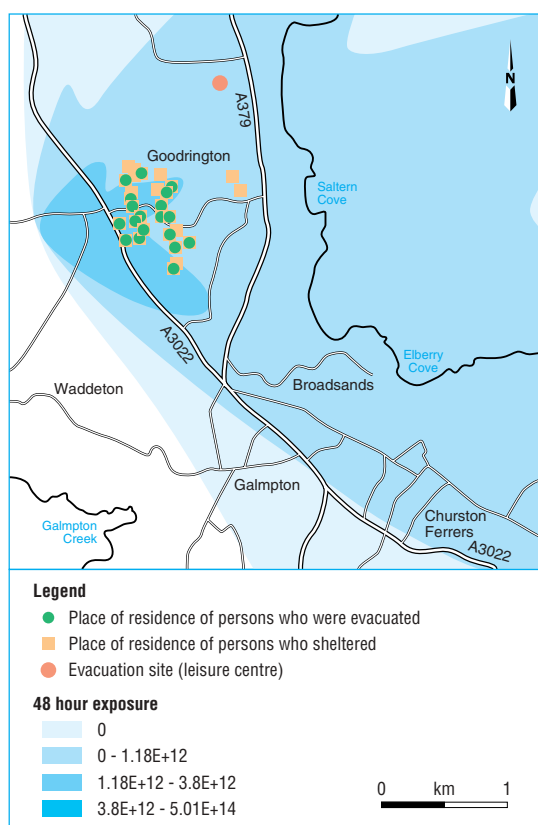 N
A379
Goodrington
Saltern
Cove
A3022
Elberry
Cove
Waddeton
Broadsands
Galmpton
Galmpton
Creek
Churston
Ferrers
A3022
Legend
Place of residence of persons who were evacuated
Place of residence of persons who sheltered
Evacuation site (leisure centre)
48 hour exposure
0
0 - 1.18E+12
1.18E+12 - 3.8E+12
3.8E+12 - 5.01E+14
0 km 1